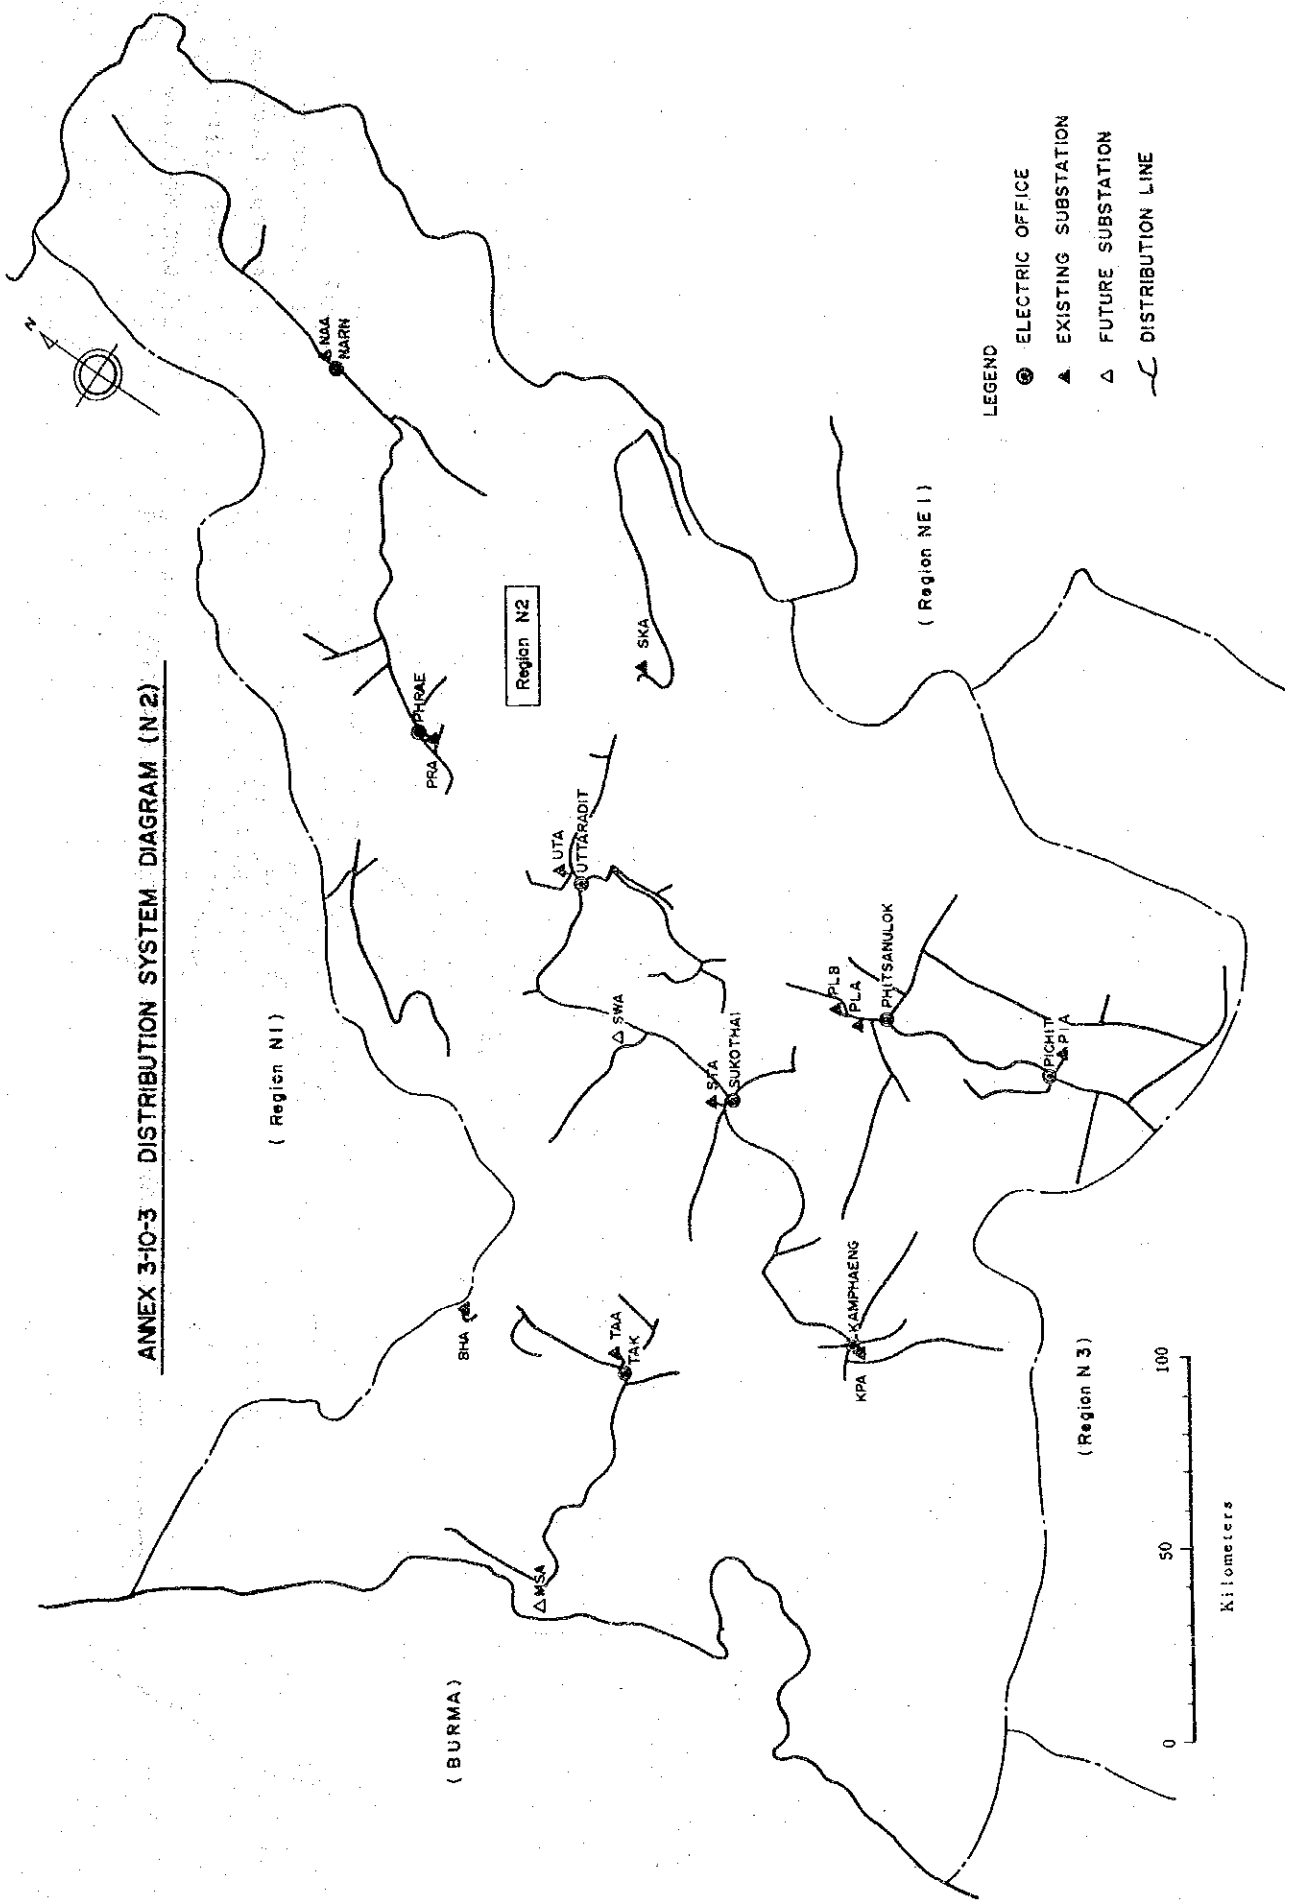 ANNEX 3-10-3 DISTRIBUTION SYSTEM DIAGRAM (N 2)
N
NAA
NARN
PHRAE
PRA
Region N2
SKA
(Region N1)
UTA
UTTARADIT
SWA
STA
SUKOTHAI
PLB
PLA
PHITSANULOK
PICHIT
PIA
BHA
TAA
TAK
KAMPHAENG
KPA
MSA
(BURMA)
(Region NE 1)
(Region N 3)
LEGEND
ELECTRIC OFFICE
EXISTING SUBSTATION
FUTURE SUBSTATION
DISTRIBUTION LINE
0 50 100
Kilometers